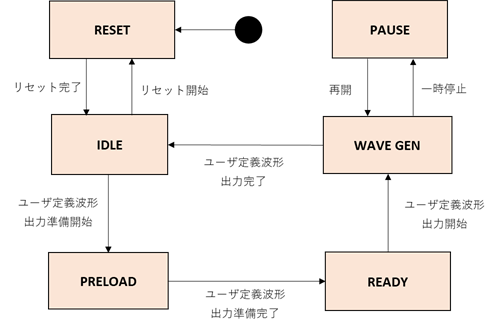 RESET
PAUSE
リセット完了
リセット開始
再開
一時停止
IDLE
WAVE GEN
ユーザ定義波形
出力完了
ユーザ定義波形
出力準備開始
ユーザ定義波形
出力開始
PRELOAD
READY
ユーザ定義波形
出力準備完了